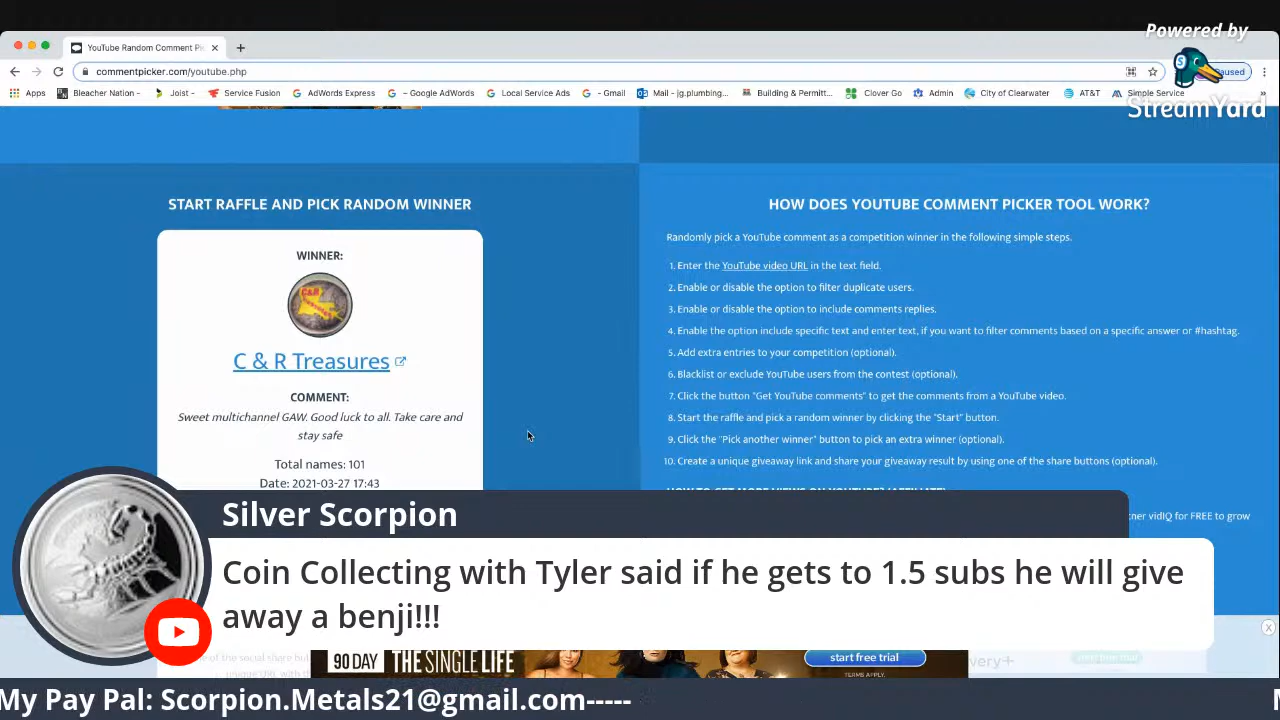 Powered by
YouTube Random Comment Pi
commentpicker.com/youtube.php
StreamYard
Apps
Bleacher Nation -
Joist -
Service Fusion
AdWords Express
- Google AdWords
Local Service Ads
- Gmail
Mail - jg.plumbing...
Building & Permitt...
Clover Go
Admin
City of Clearwater
AT&T
Simple Service
»
START RAFFLE AND PICK RANDOM WINNER
WINNER:
C & R Treasures
COMMENT:
Sweet multichannel GAW. Good luck to all. Take care and
stay safe
Total names: 101
Date: 2021-03-27 17:43
HOW DOES YOUTUBE COMMENT PICKER TOOL WORK?
Randomly pick a YouTube comment as a competition winner in the following simple steps.
1. Enter the YouTube video URL in the text field.
2. Enable or disable the option to filter duplicate users.
3. Enable or disable the option to include comments replies.
4. Enable the option include specific text and enter text, if you want to filter comments based on a specific answer or #hashtag.
5. Add extra entries to your competition (optional).
6. Blacklist or exclude YouTube users from the contest (optional).
7. Click the button "Get YouTube comments" to get the comments from a YouTube video.
8. Start the raffle and pick a random winner by clicking the "Start" button.
9. Click the "Pick another winner" button to pick an extra winner (optional).
10. Create a unique giveaway link and share your giveaway result by using one of the share buttons (optional).
vidIQ for FREE to grow
Silver Scorpion
Coin Collecting with Tyler said if he gets to 1.5 subs he will give
away a benji!!!
X
90 DAY THE SINGLE LIFE
start free trial
TERMS APPLY.
My Pay Pal: Scorpion.Metals21@gmail.com-----